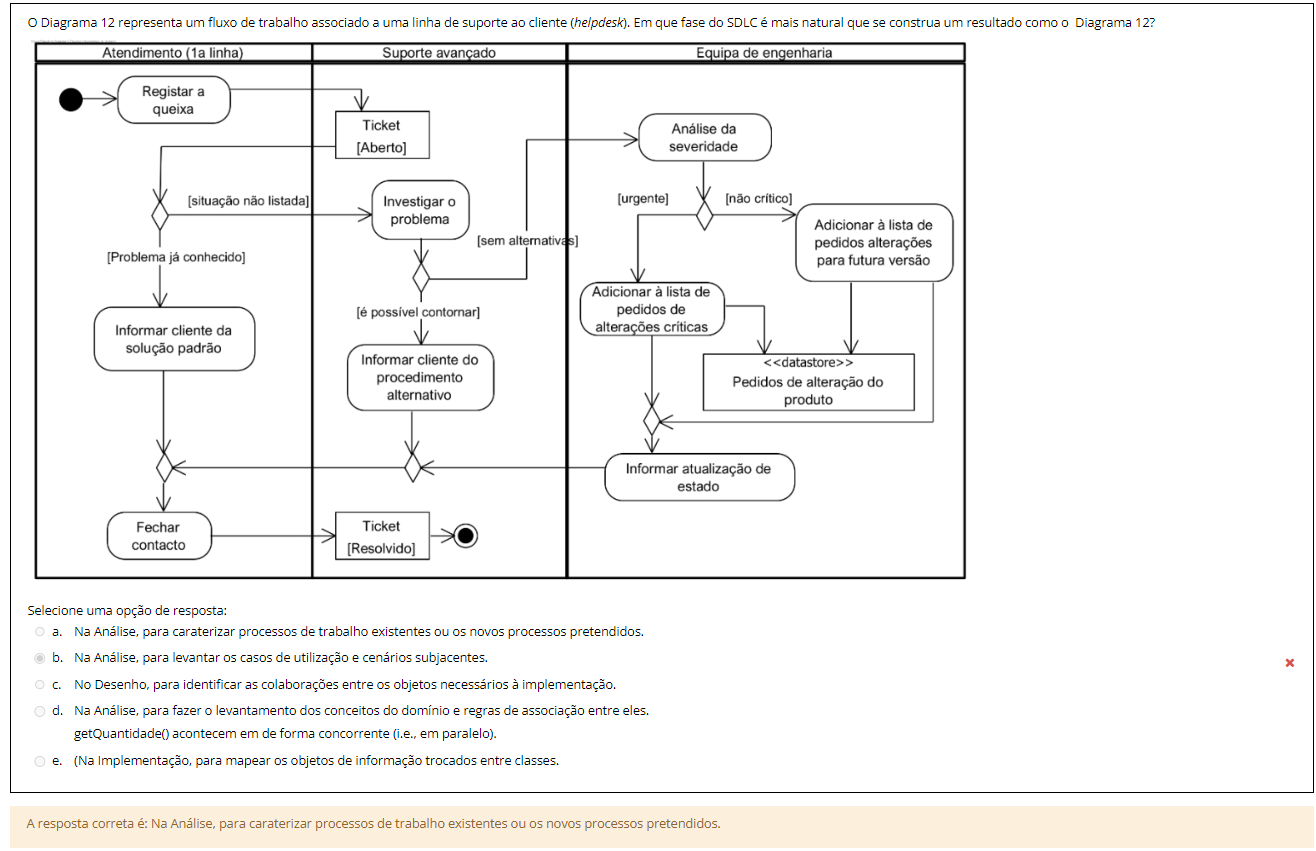 O Diagrama 12 representa um fluxo de trabalho associado a uma linha de suporte ao cliente (helpdesk). Em que fase do SDLC é mais natural que se construa um resultado como o Diagrama 12?
Atendimento (1a linha)
Suporte avançado
Equipa de engenharia
Registar a
queixa
Ticket
[Aberto]
Análise da
severidade
[situação não listada]
Investigar o
problema
[urgente]
[não crítico]
Adicionar à lista de
pedidos alterações
para futura versão
[sem alternativas]
[Problema já conhecido]
Adicionar à lista de
pedidos de
alterações críticas
[é possível contornar]
Informar cliente da
solução padrão
Informar cliente do
procedimento
alternativo
<<datastore>>
Pedidos de alteração do
produto
Informar atualização de
estado
Fechar
contacto
Ticket
[Resolvido]
Selecione uma opção de resposta:
a. Na Análise, para caraterizar processos de trabalho existentes ou os novos processos pretendidos.
b. Na Análise, para levantar os casos de utilização e cenários subjacentes.
c. No Desenho, para identificar as colaborações entre os objetos necessários à implementação.
d. Na Análise, para fazer o levantamento dos conceitos do domínio e regras de associação entre eles.
getQuantidade() acontecem em de forma concorrente (i.e., em paralelo).
e. (Na Implementação, para mapear os objetos de informação trocados entre classes.
A resposta correta é: Na Análise, para caraterizar processos de trabalho existentes ou os novos processos pretendidos.